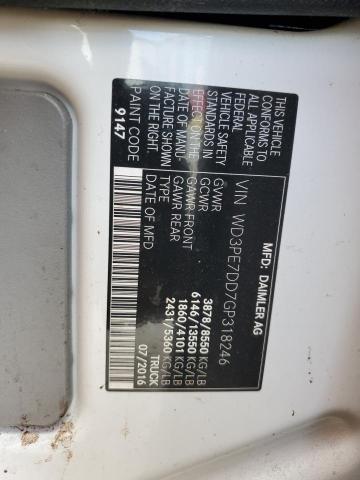 MFD: DAIMLER AG
VIN WD3PE7DD7GP318246
GVWR 3878/8550 KG/LB
GCWR 6146/13550 KG/LB
GAWR FRONT 1860/4101 KG/LB
GAWR REAR 2431/5360 KG/LB
TYPE TRUCK
DATE OF MFD. 07/2016
THIS VEHICLE
CONFORMS TO
ALL APPLICABLE
FEDERAL
VEHICLE SAFETY
STANDARDS IN
EFFECT ON THE
DATE OF MANU-
FACTURE SHOWN
ON THE RIGHT.
PAINT CODE
9147